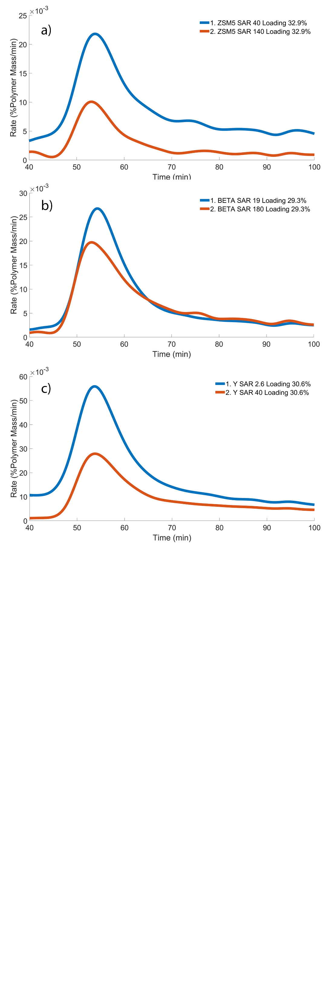 ×10-3
25
a)
1. ZSM5 SAR 40 Loading 32.9%
2. ZSM5 SAR 140 Loading 32.9%
20
15
10
5
0
Rate (%Polymer Mass/min)
40 50 60 70 80 90 100
Time (min)
×10-3
30
b)
1. BETA SAR 19 Loading 29.3%
2. BETA SAR 180 Loading 29.3%
25
20
15
10
5
0
Rate (%Polymer Mass/min)
40 50 60 70 80 90 100
Time (min)
×10-3
60
c)
1. Y SAR 2.6 Loading 30.6%
2. Y SAR 40 Loading 30.6%
50
40
30
20
10
0
Rate (%Polymer Mass/min)
40 50 60 70 80 90 100
Time (min)